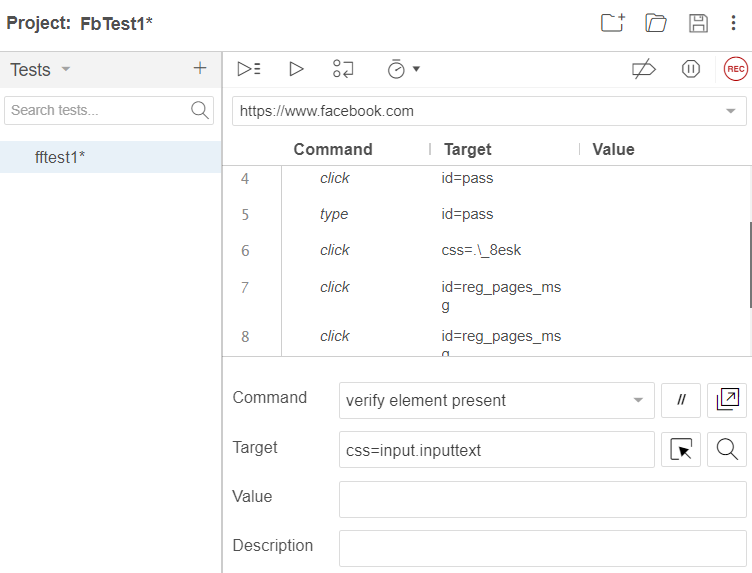 Project: FbTest1*
Tests
Search tests...
fftest1*
REC
https://www.facebook.com
Command Target Value
4 click id=pass
5 type id=pass
6 click css=.\_8esk
7 click id=reg_pages_ms
g
8 click id=reg_pages_ms
g
Command verify element present //
Target css=input.inputtext
Value
Description